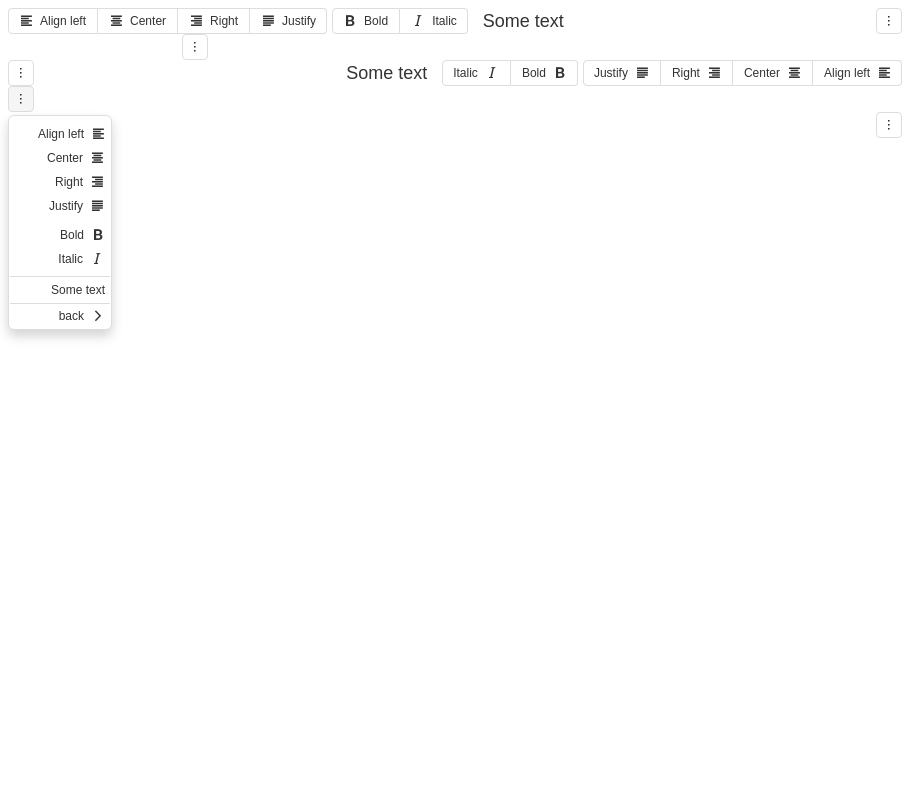 Align left Center Right Justify Bold Italic Some text
Some text Italic Bold Justify Right Center Align left
Align left
Center
Right
Justify
Bold
Italic
Some text
back